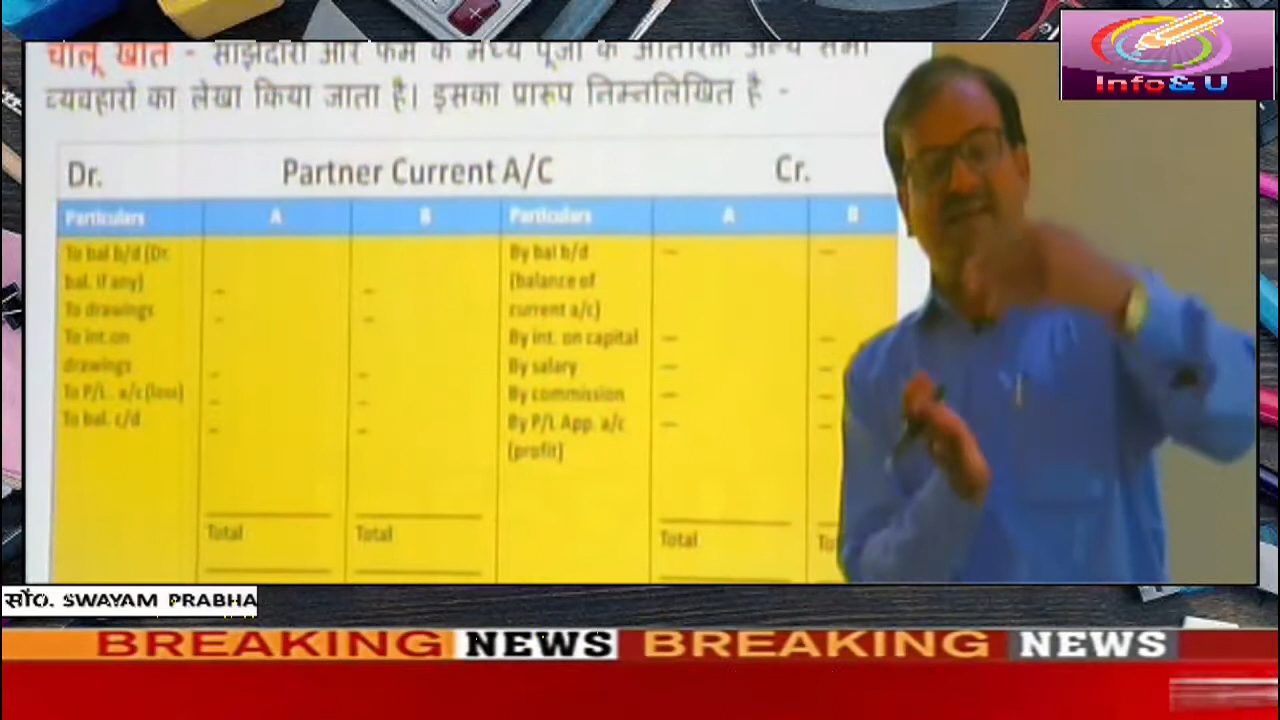 चालू खाते - साझेदारों और फर्म के मध्य पूंजी के अतिरिक्त अन्य सभी
व्यवहारों का लेखा किया जाता है। इसका प्रारूप निम्नलिखित है -
Info& U
Dr. Partner Current A/C Cr.
Particulars A B Particulars A B
To bal b/d (Dr.
bal. if any)
To drawings
To int.on
drawings
To P/L. a/c (loss)
To bal. c/d
By bal b/d
(balance of
current a/c)
By int. on capital
By salary
By commission
By P/L App. a/c
(profit)
Total Total Total To
सौO. SWAYAM PRABHA
BREAKING NEWS BREAKING NEWS